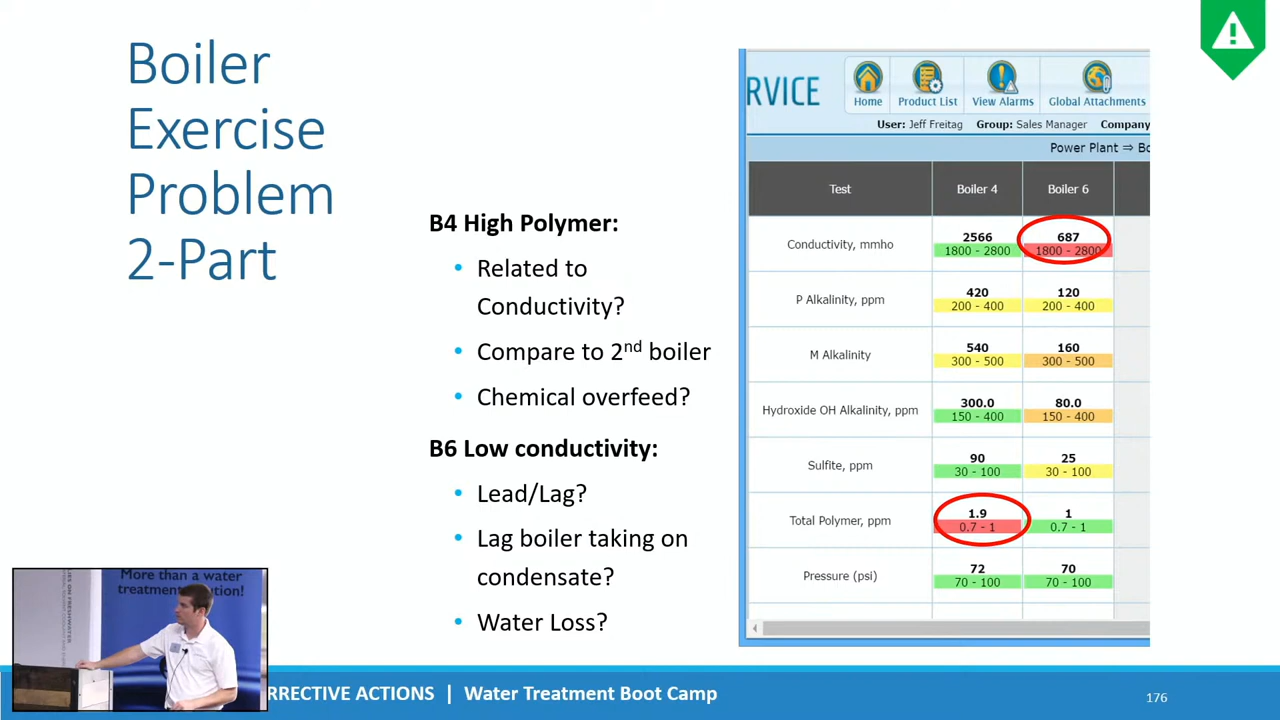 Boiler
Exercise
Problem
2-Part
B4 High Polymer:
• Related to
Conductivity?
• Compare to 2nd boiler
• Chemical overfeed?
B6 Low conductivity:
• Lead/Lag?
• Lag boiler taking on
condensate?
• Water Loss?
RVICE
Home Product List View Alarms Global Attachments
User: Jeff Freitag Group: Sales Manager Company
Power Plant ⇒ Bo
Test Boiler 4 Boiler 6
Conductivity, mmho 2566 687
1800 - 2800 1800 - 2800
P Alkalinity, ppm 420 120
200 - 400 200 - 400
M Alkalinity 540 160
300 - 500 300 - 500
Hydroxide OH Alkalinity, ppm 300.0 80.0
150 - 400 150 - 400
Sulfite, ppm 90 25
30 - 100 30 - 100
Total Polymer, ppm 1.9 1
0.7 - 1 0.7 - 1
Pressure (psi) 72 70
70 - 100 70 - 100
More than a water
RRECTIVE ACTIONS | Water Treatment Boot Camp
176